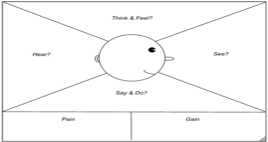 Think & Feel?
Hear?
See?
Say & Do?
Pain
Gain